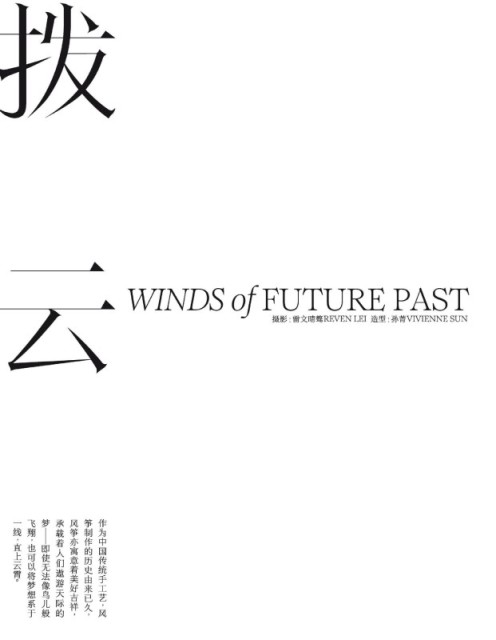 拨
云
WINDS of FUTURE PAST
摄影：雷文暄蝶REVEN LEI 造型：孙菁VIVIENNE SUN
作为中国传统手工艺，风
筝制作的历史由来已久，
风筝亦寓意着美好吉祥，
承载着人们遨游天际的
梦——即使无法像鸟儿般
飞翔，也可以将梦想系于
一线，直上云霄。